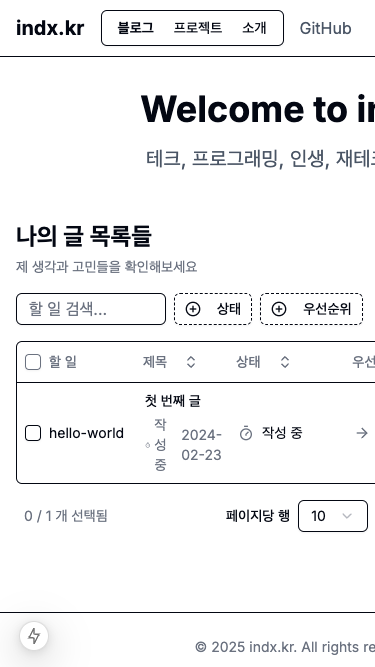 indx.kr 블로그 프로젝트 소개 GitHub
Welcome to i
테크, 프로그래밍, 인생, 재테
나의 글 목록들
제 생각과 고민들을 확인해보세요
할 일 검색... 상태 우선순위
할 일 제목 상태 우선
첫 번째 글
hello-world 작성 중 2024-02-23 작성 중
0 / 1 개 선택됨 페이지당 행 10
© 2025 indx.kr. All rights re